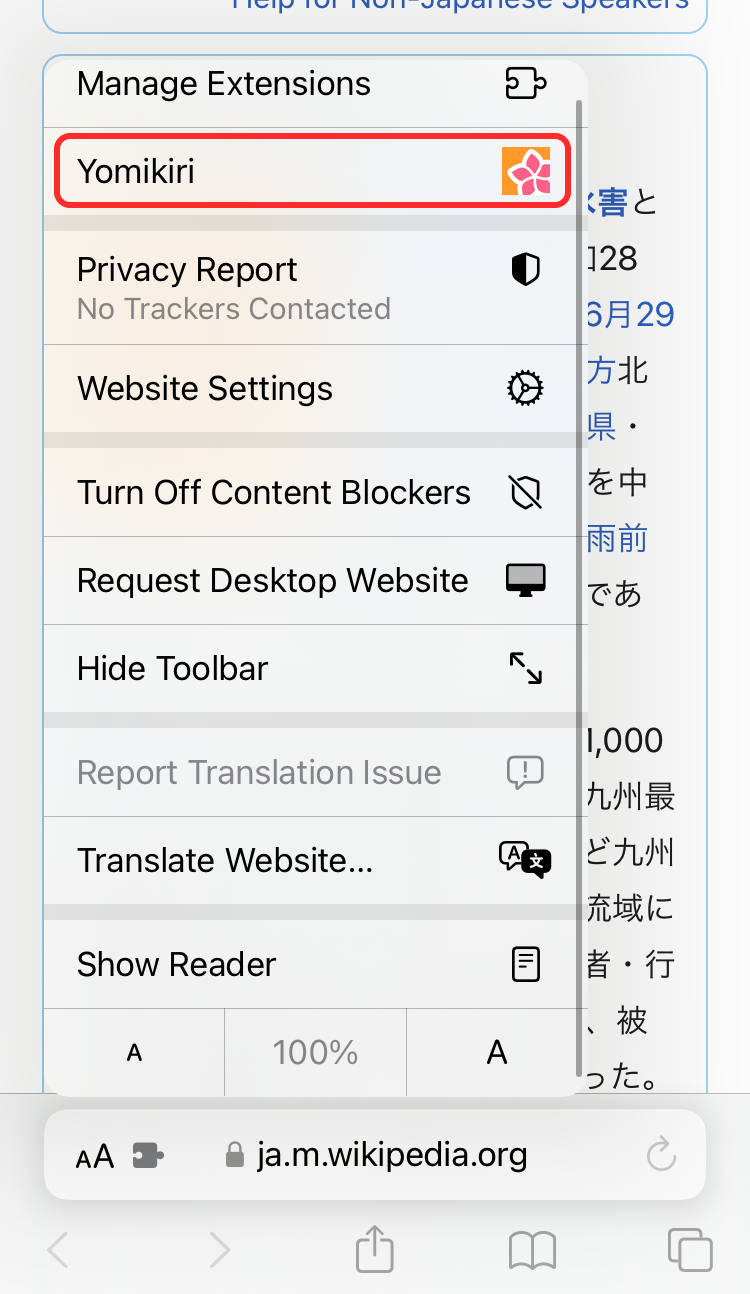 Help for Non-Japanese Speakers
Manage Extensions
Yomikiri
害と
Privacy Report
28
No Trackers Contacted
6月29
Website Settings
方北
県・
Turn Off Content Blockers
を中
雨前
Request Desktop Website
であ
Hide Toolbar
1,000
Report Translation Issue
九州最
Translate Website...
ど九州
流域に
Show Reader
者・行
、被
A
100%
A
った。
AA
ja.m.wikipedia.org